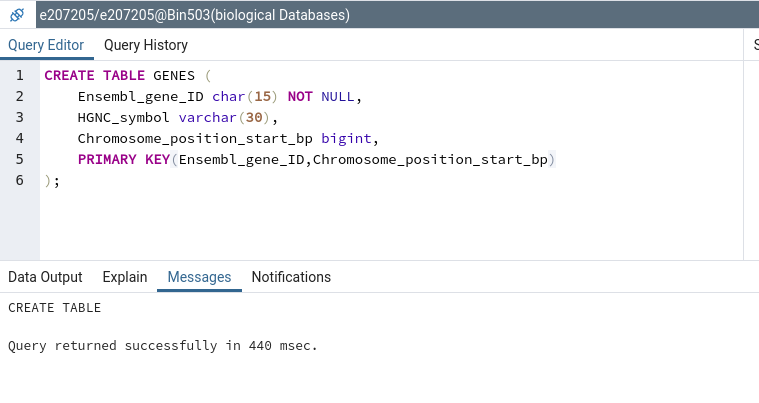 e207205/e207205@Bin503(biological Databases)
Query Editor Query History S
1 CREATE TABLE GENES (
2 Ensembl_gene_ID char(15) NOT NULL,
3 HGNC_symbol varchar(30),
4 Chromosome_position_start_bp bigint,
5 PRIMARY KEY(Ensembl_gene_ID,Chromosome_position_start_bp)
6 );
Data Output Explain Messages Notifications
CREATE TABLE
Query returned successfully in 440 msec.